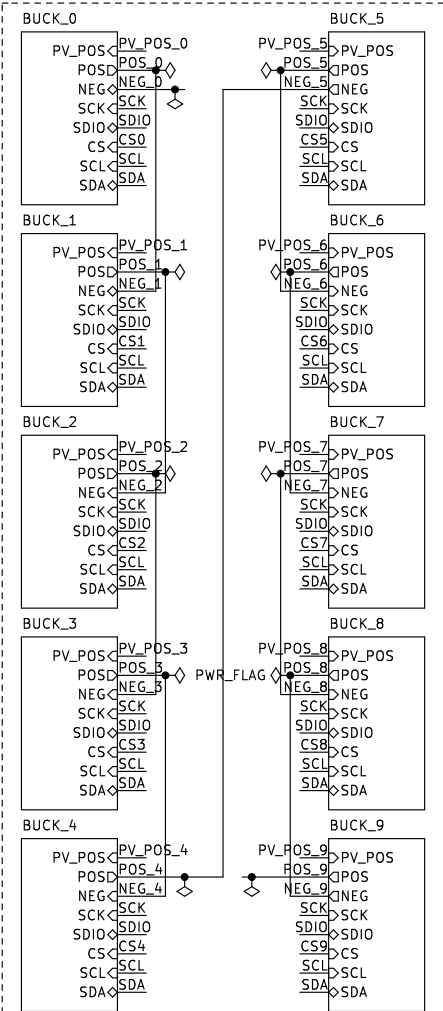 BUCK_0
PV_POS PV_POS_0
POS POS_0
NEG NEG_0
SCK SCK
SDIO SDIO
CS CS0
SCL SCL
SDA SDA
BUCK_1
PV_POS PV_POS_1
POS POS_1
NEG NEG_1
SCK SCK
SDIO SDIO
CS CS1
SCL SCL
SDA SDA
BUCK_2
PV_POS PV_POS_2
POS POS_2
NEG NEG_2
SCK SCK
SDIO SDIO
CS CS2
SCL SCL
SDA SDA
BUCK_3
PV_POS PV_POS_3
POS POS_3
NEG NEG_3
SCK SCK
SDIO SDIO
CS CS3
SCL SCL
SDA SDA
BUCK_4
PV_POS PV_POS_4
POS POS_4
NEG NEG_4
SCK SCK
SDIO SDIO
CS CS4
SCL SCL
SDA SDA
BUCK_5
PV_POS_5 PV_POS
POS_5 POS
NEG_5 NEG
SCK SCK
SDIO SDIO
CS5 CS
SCL SCL
SDA SDA
BUCK_6
PV_POS_6 PV_POS
POS_6 POS
NEG_6 NEG
SCK SCK
SDIO SDIO
CS6 CS
SCL SCL
SDA SDA
BUCK_7
PV_POS_7 PV_POS
POS_7 POS
NEG_7 NEG
SCK SCK
SDIO SDIO
CS7 CS
SCL SCL
SDA SDA
BUCK_8
PV_POS_8 PV_POS
PWR_FLAG POS_8 POS
NEG_8 NEG
SCK SCK
SDIO SDIO
CS8 CS
SCL SCL
SDA SDA
BUCK_9
PV_POS_9 PV_POS
POS_9 POS
NEG_9 NEG
SCK SCK
SDIO SDIO
CS9 CS
SCL SCL
SDA SDA